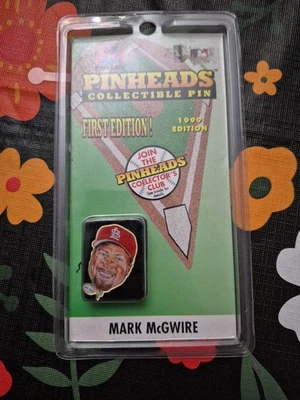 PINHEADS
COLLECTIBLE PIN
FIRST EDITION!
1999
EDITION
JOIN
THE
PINHEADS
COLLECTOR'S
CLUB
MARK McGWIRE